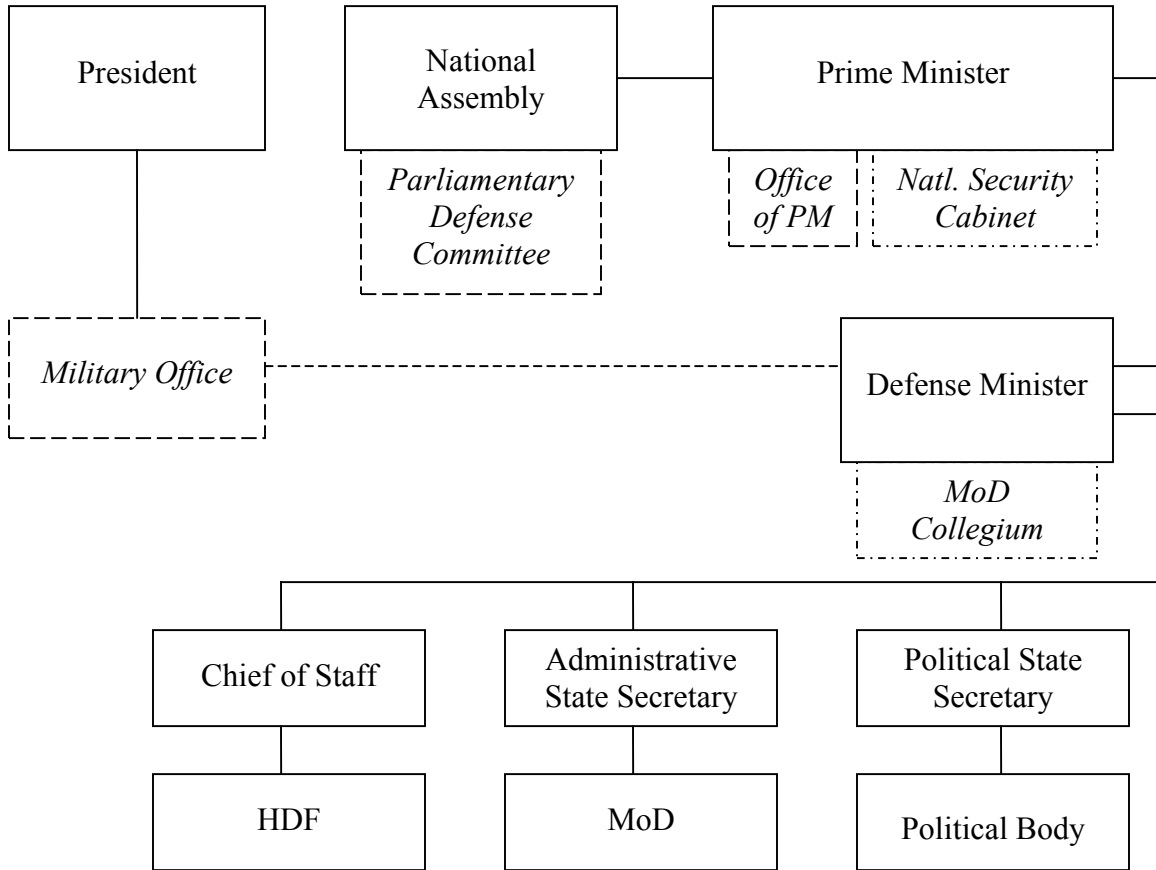 President
National
Assembly
Prime Minister
Parliamentary
Defense
Committee
Office
of PM
Natl. Security
Cabinet
Military Office
Defense Minister
MoD
Collegium
Chief of Staff
Administrative
State Secretary
Political State
Secretary
HDF
MoD
Political Body